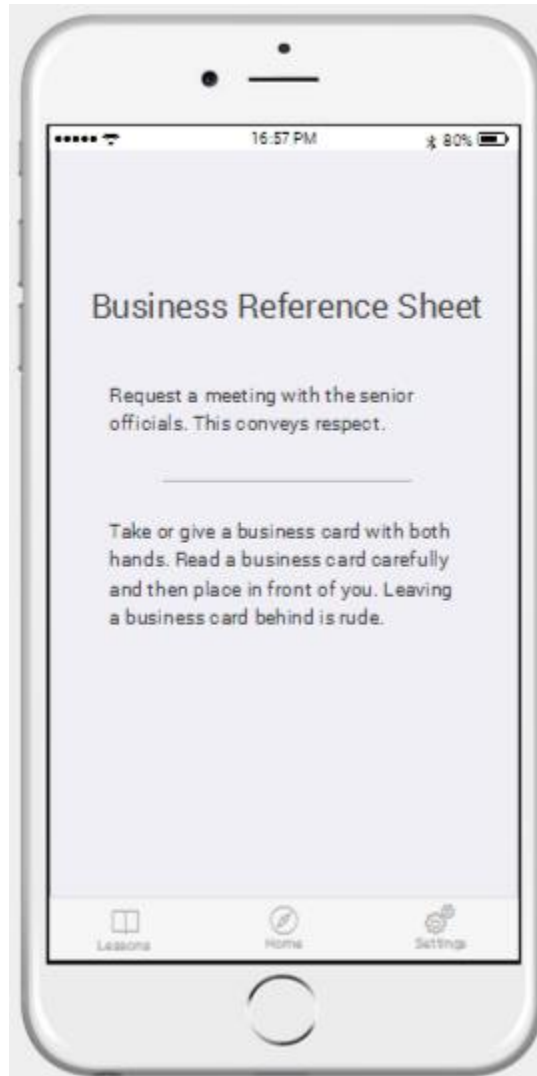 16:57 PM 80%
Business Reference Sheet
Request a meeting with the senior
officials. This conveys respect.
Take or give a business card with both
hands. Read a business card carefully
and then place in front of you. Leaving
a business card behind is rude.
Lessons Home Settings